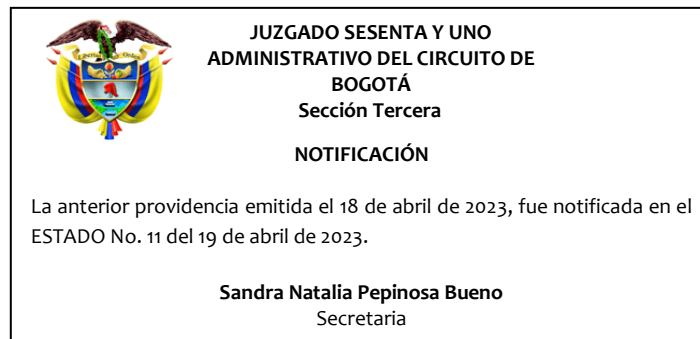 JUZGADO SESENTA Y UNO
ADMINISTRATIVO DEL CIRCUITO DE
BOGOTÁ
Sección Tercera
NOTIFICACIÓN
La anterior providencia emitida el 18 de abril de 2023, fue notificada en el
ESTADO No. 11 del 19 de abril de 2023.
Sandra Natalia Pepinosa Bueno
Secretaria